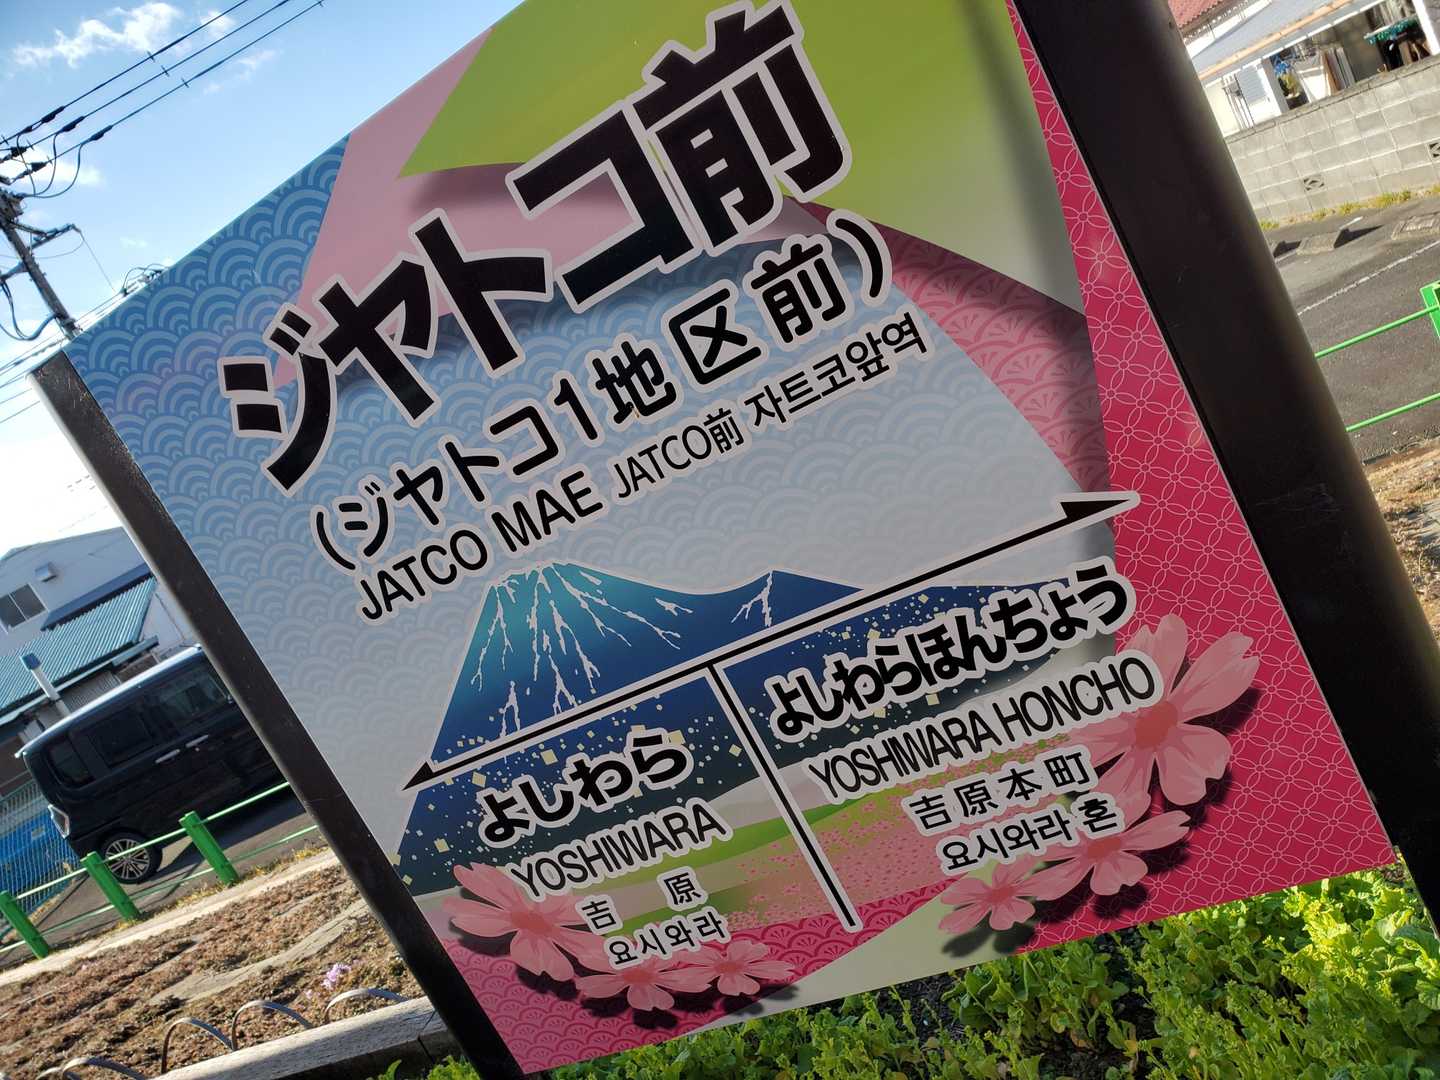 ジヤトコ前
(ジヤトコ1地区前)
JATCO MAE JATCO前 자트코앞역
よしわら
YOSHIWARA
吉原
요시와라
よしわらほんちょう
YOSHIWARA HONCHO
吉原本町
요시와라 혼